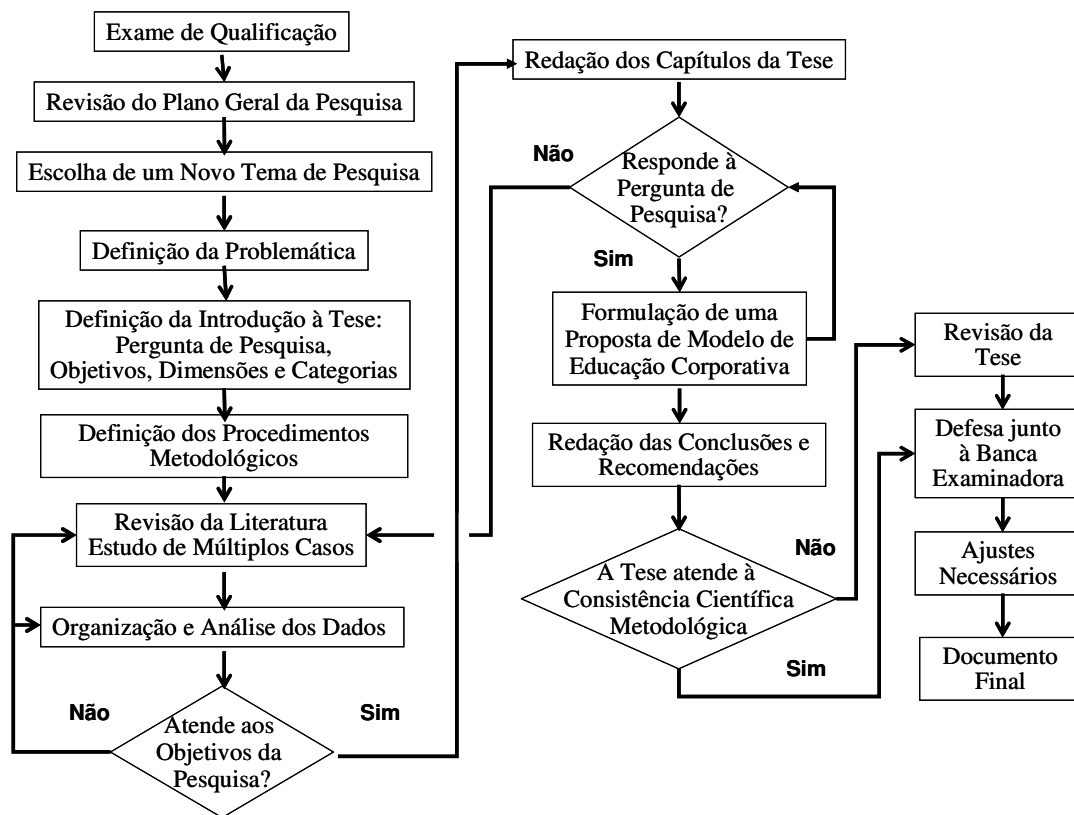 Exame de Qualificação
Revisão do Plano Geral da Pesquisa
Escolha de um Novo Tema de Pesquisa
Definição da Problemática
Definição da Introdução à Tese:
Pergunta de Pesquisa,
Objetivos, Dimensões e Categorias
Definição dos Procedimentos
Metodológicos
Revisão da Literatura
Estudo de Múltiplos Casos
Organização e Análise dos Dados
Não
Sim
Atende aos
Objetivos da
Pesquisa?
Redação dos Capítulos da Tese
Não
Responde à
Pergunta de
Pesquisa?
Sim
Formulação de uma
Proposta de Modelo de
Educação Corporativa
Redação das Conclusões e
Recomendações
Não
A Tese atende à
Consistência Científica
Metodológica
Sim
Revisão da
Tese
Defesa junto
à Banca
Examinadora
Ajustes
Necessários
Documento
Final